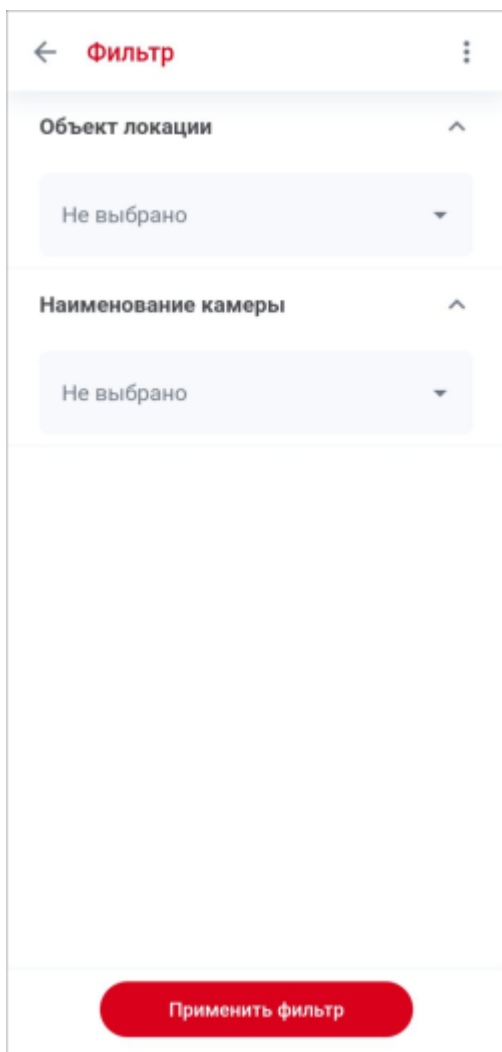 Фильтр
Объект локации
Не выбрано
Наименование камеры
Не выбрано
Применить фильтр